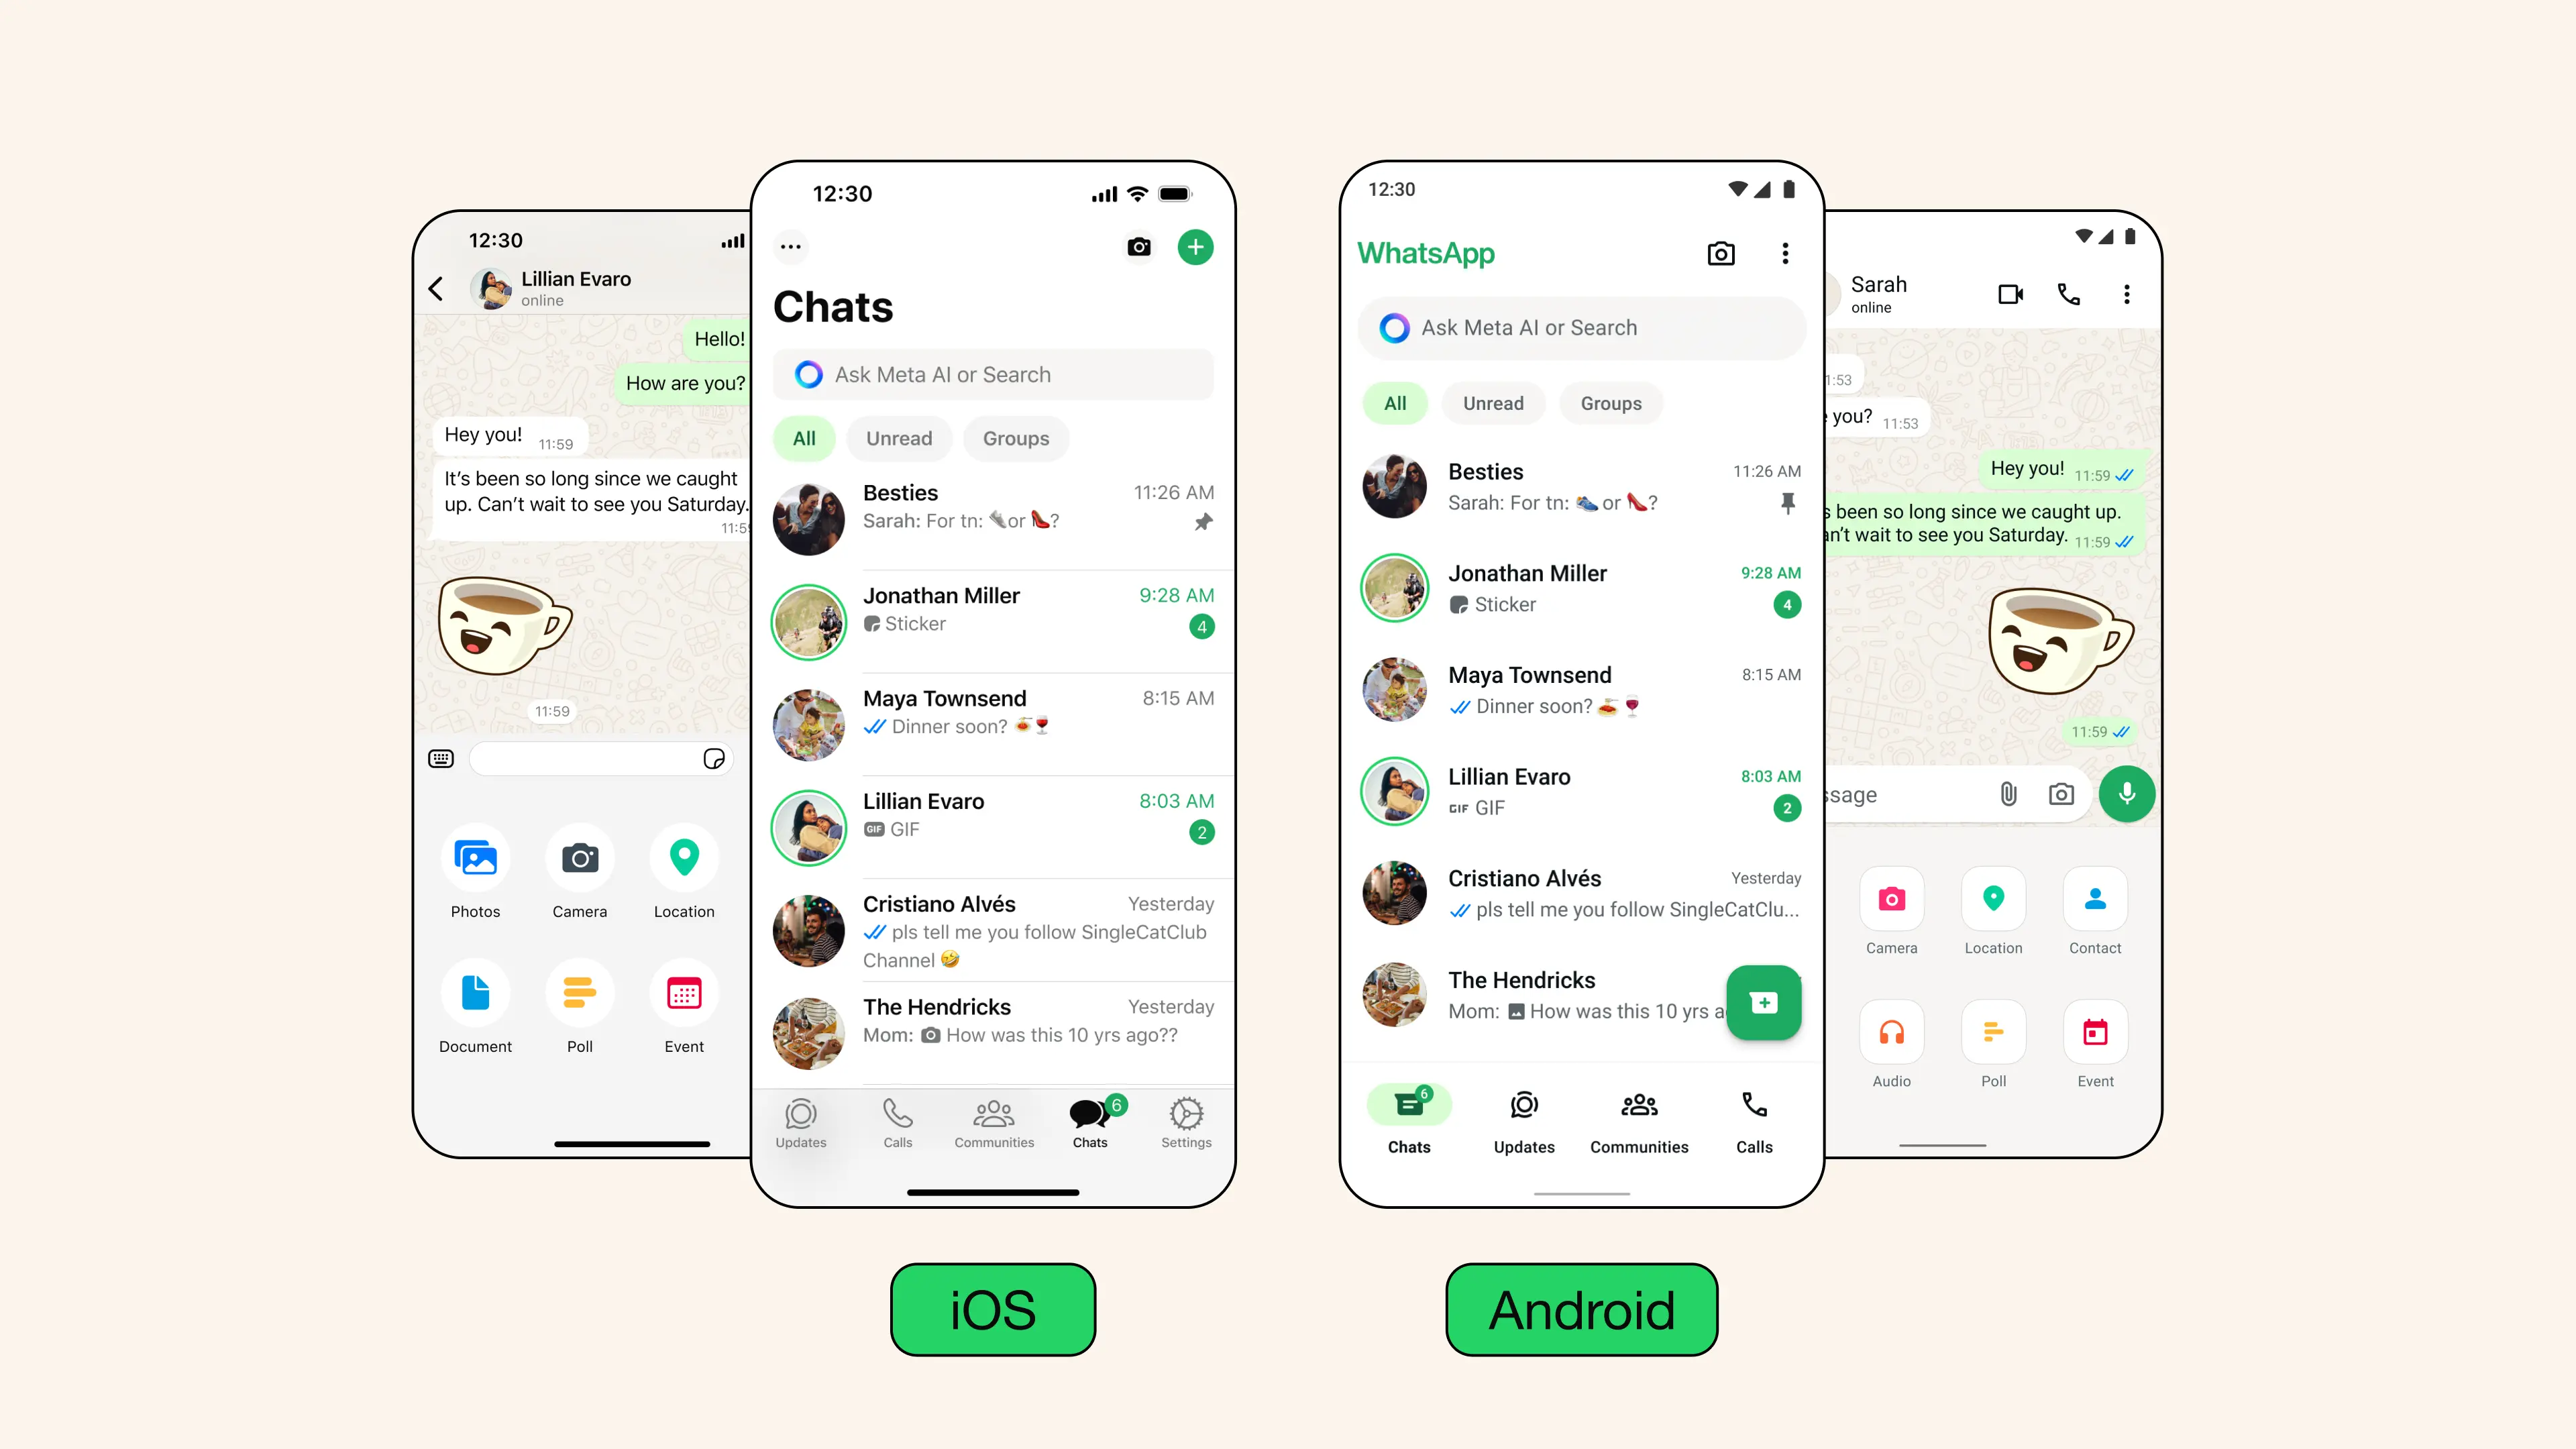 12:30
Lillian Evaro
online
Hello!
How are you?
Hey you! 11:59
It’s been so long since we caught
up. Can’t wait to see you Saturday.
11:59
Photos Camera Location
Document Poll Event
12:30
Chats
Ask Meta AI or Search
All Unread Groups
Besties 11:26 AM
Sarah: For tn: 👟or 👠?
Jonathan Miller 9:28 AM
Sticker 4
Maya Townsend 8:15 AM
Dinner soon? 🍝🍷
Lillian Evaro 8:03 AM
GIF GIF 2
Cristiano Alvés Yesterday
pls tell me you follow SingleCatClub
Channel 🤣
The Hendricks Yesterday
Mom: How was this 10 yrs ago??
6
Updates Calls Communities Chats Settings
iOS
12:30
WhatsApp
Ask Meta AI or Search
All Unread Groups
Besties 11:26 AM
Sarah: For tn: 👟 or 👠?
Jonathan Miller 9:28 AM
Sticker 4
Maya Townsend 8:15 AM
Dinner soon? 🍝🍷
Lillian Evaro 8:03 AM
GIF GIF 2
Cristiano Alvés Yesterday
pls tell me you follow SingleCatClu...
The Hendricks
Mom: How was this 10 yrs a
6
Chats Updates Communities Calls
Android
Sarah
online
:53
you? 11:53
Hey you! 11:59
s been so long since we caught up.
an’t wait to see you Saturday. 11:59
11:59
ssage
Camera Location Contact
Audio Poll Event